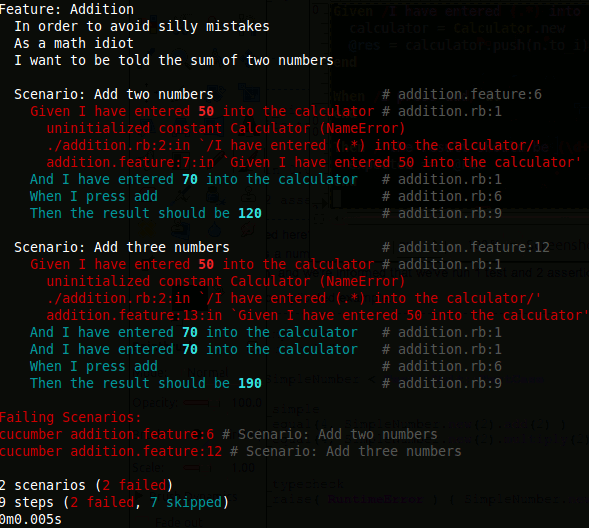 Feature: Addition
In order to avoid silly mistakes
As a math idiot
I want to be told the sum of two numbers
Scenario: Add two numbers # addition.feature:6
Given I have entered 50 into the calculator # addition.rb:1
uninitialized constant Calculator (NameError)
./addition.rb:2:in `/I have entered (.*) into the calculator/'
addition.feature:7:in `Given I have entered 50 into the calculator'
And I have entered 70 into the calculator # addition.rb:1
When I press add # addition.rb:6
Then the result should be 120 # addition.rb:9
Scenario: Add three numbers # addition.feature:12
Given I have entered 50 into the calculator # addition.rb:1
uninitialized constant Calculator (NameError)
./addition.rb:2:in `/I have entered (.*) into the calculator/'
addition.feature:13:in `Given I have entered 50 into the calculator'
And I have entered 70 into the calculator # addition.rb:1
And I have entered 70 into the calculator # addition.rb:1
When I press add # addition.rb:6
Then the result should be 190 # addition.rb:9
Failing Scenarios:
cucumber addition.feature:6 # Scenario: Add two numbers
cucumber addition.feature:12 # Scenario: Add three numbers
2 scenarios (2 failed)
9 steps (2 failed, 7 skipped)
0m0.005s